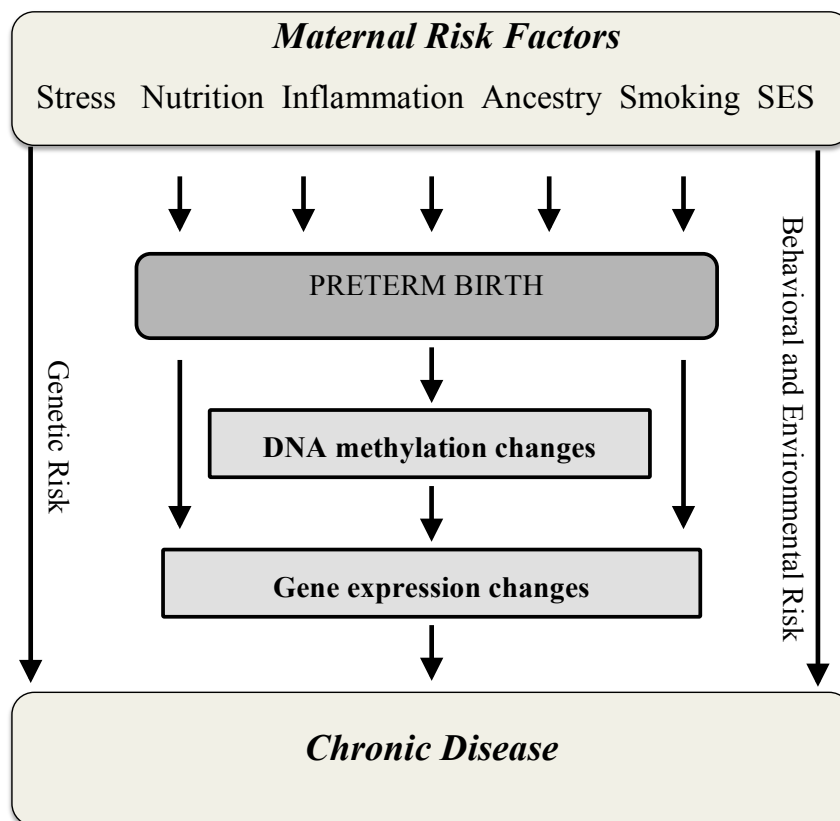 Maternal Risk Factors
Stress Nutrition Inflammation Ancestry Smoking SES
PRETERM BIRTH
DNA methylation changes
Gene expression changes
Genetic Risk
Behavioral and Environmental Risk
Chronic Disease